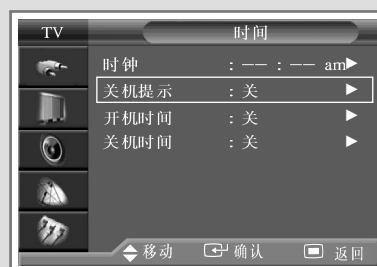 TV 时间
时钟 : -- : -- am▶
关机提示 : 关 ▶
开机时间 : 关 ▶
关机时间 : 关 ▶
移动 确认 返回